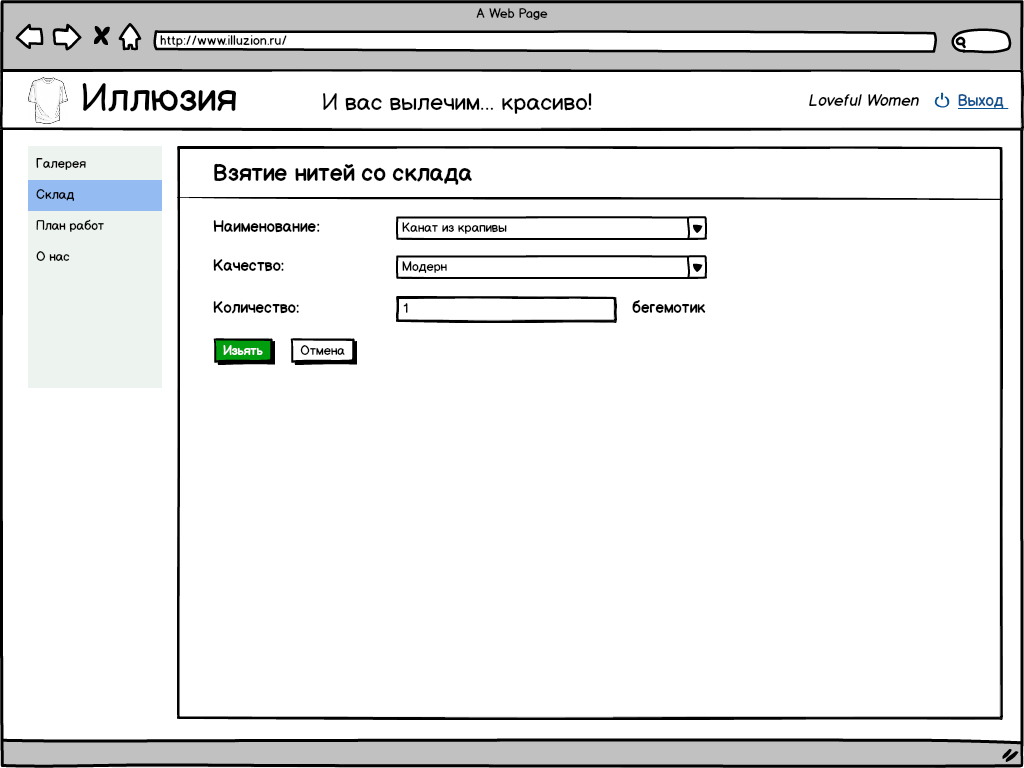 A Web Page
http://www.illuzion.ru/
Иллюзия
И вас вылечим... красиво!
Loveful Women
Выход
Галерея
Склад
План работ
О нас
Взятие нитей со склада
Наименование:
Канат из крапивы
Качество:
Модерн
Количество:
1
бегемотик
Изьять
Отмена